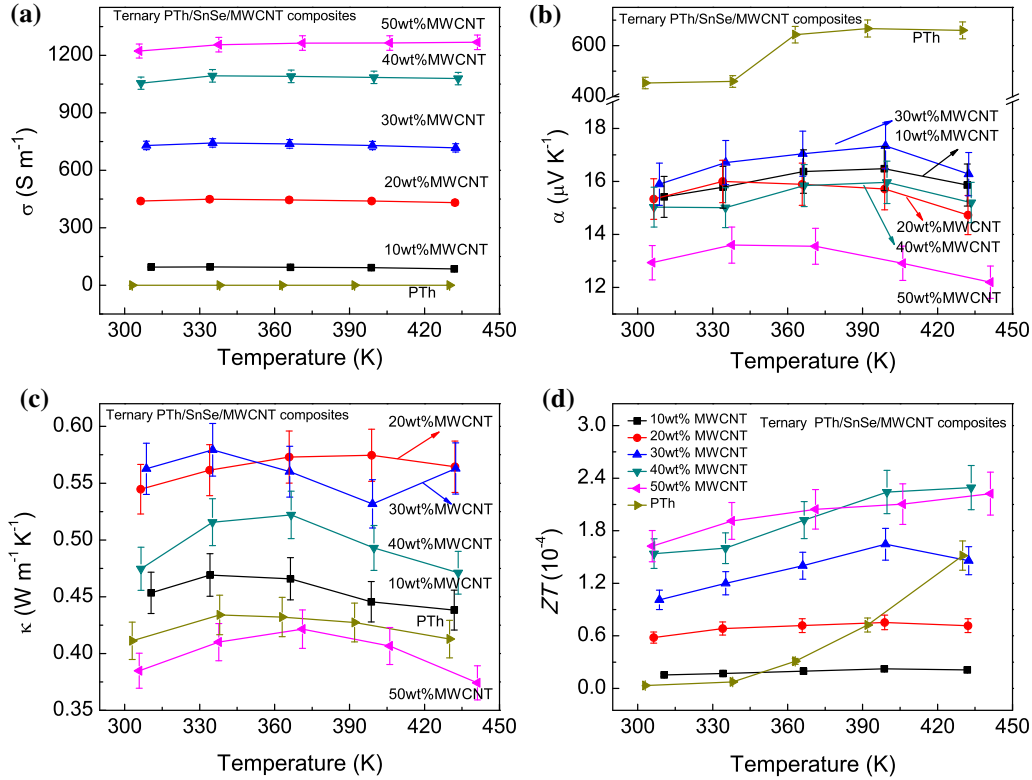 (a)
Ternary PTh/SnSe/MWCNT composites
50wt%MWCNT
40wt%MWCNT
30wt%MWCNT
20wt%MWCNT
10wt%MWCNT
PTh
σ (S m⁻¹)
1200
900
600
300
0
300 330 360 390 420 450
Temperature (K)
(b)
Ternary PTh/SnSe/MWCNT composites
PTh
30wt%MWCNT
10wt%MWCNT
20wt%MWCNT
40wt%MWCNT
50wt%MWCNT
α (μV K⁻¹)
600
400
18
16
14
12
300 330 360 390 420 450
Temperature (K)
(c)
Ternary PTh/SnSe/MWCNT composites
20wt%MWCNT
30wt%MWCNT
40wt%MWCNT
10wt%MWCNT
PTh
50wt%MWCNT
κ (W m⁻¹K⁻¹)
0.60
0.55
0.50
0.45
0.40
0.35
300 330 360 390 420 450
Temperature (K)
(d)
Ternary PTh/SnSe/MWCNT composites
10wt% MWCNT
20wt% MWCNT
30wt% MWCNT
40wt% MWCNT
50wt% MWCNT
PTh
ZT (10⁻⁴)
3.0
2.4
1.8
1.2
0.6
0.0
300 330 360 390 420 450
Temperature (K)